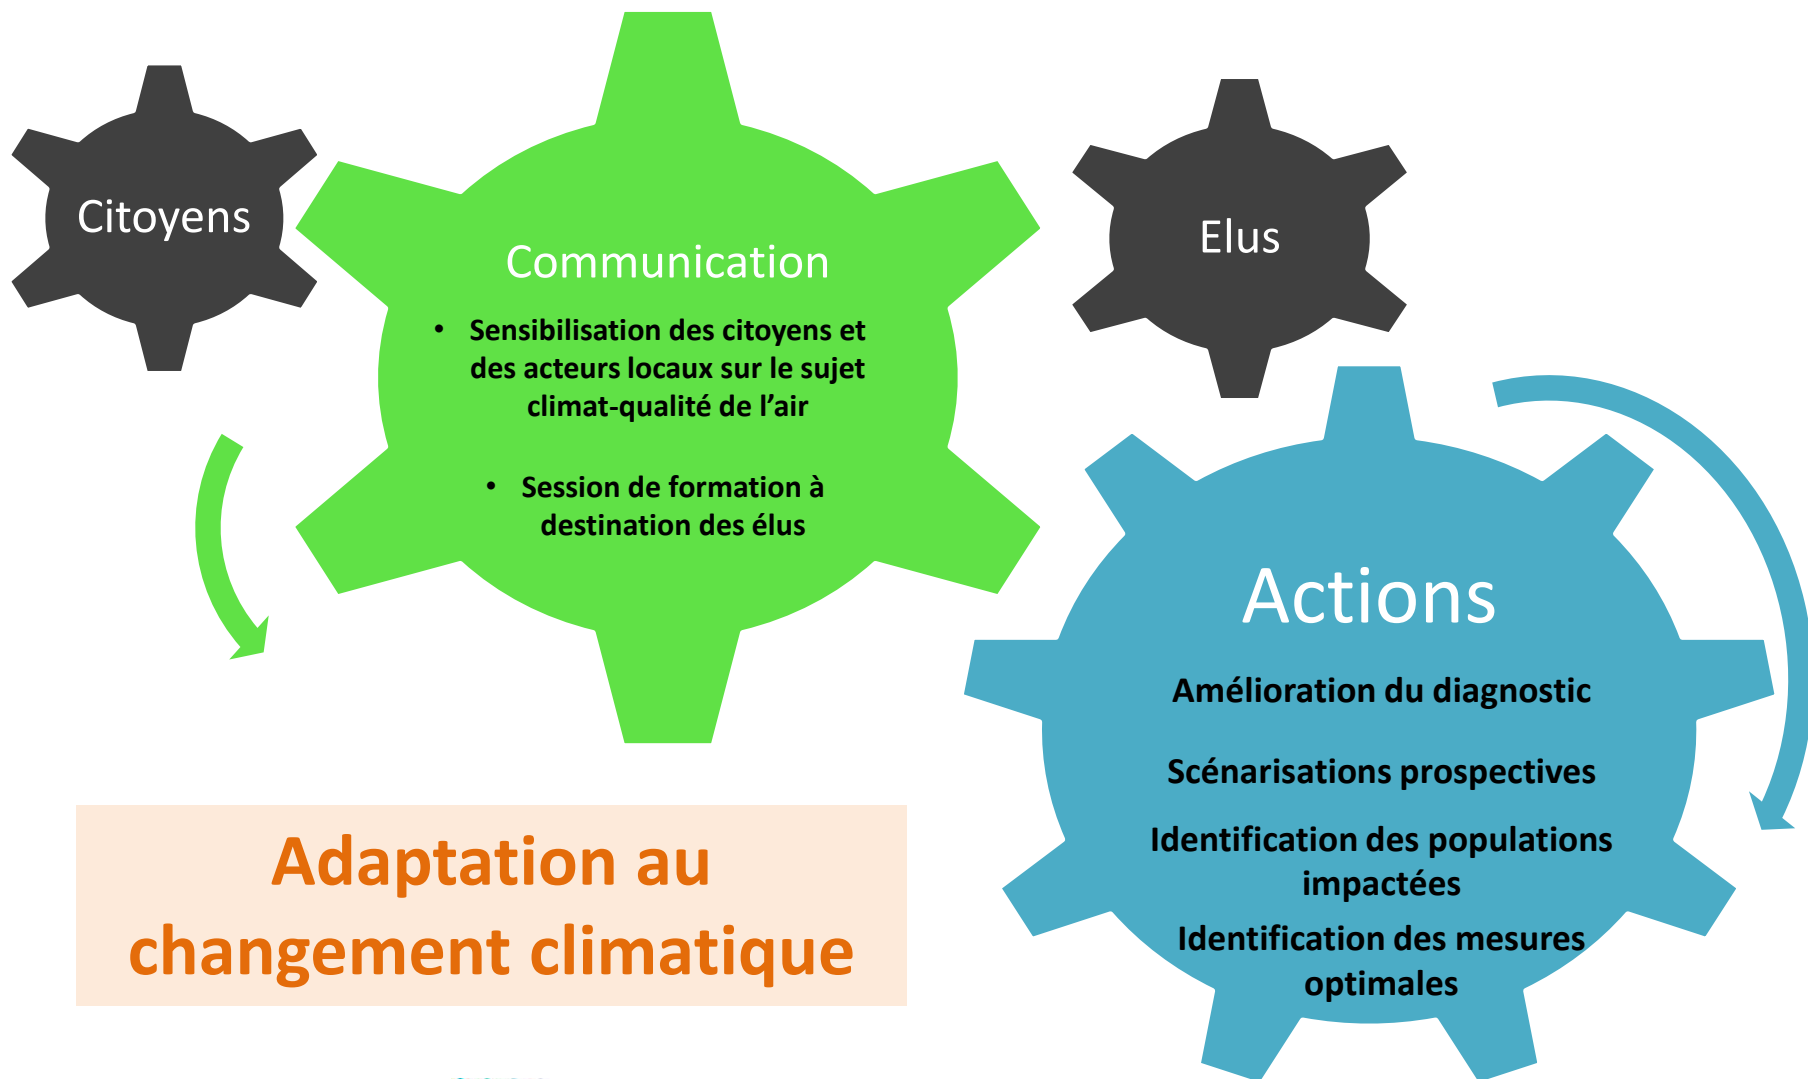 Citoyens
Communication
• Sensibilisation des citoyens et
des acteurs locaux sur le sujet
climat-qualité de l'air
• Session de formation à
destination des élus
Elus
Actions
Amélioration du diagnostic
Scénarisations prospectives
Identification des populations
impactées
Identification des mesures
optimales
Adaptation au
changement climatique